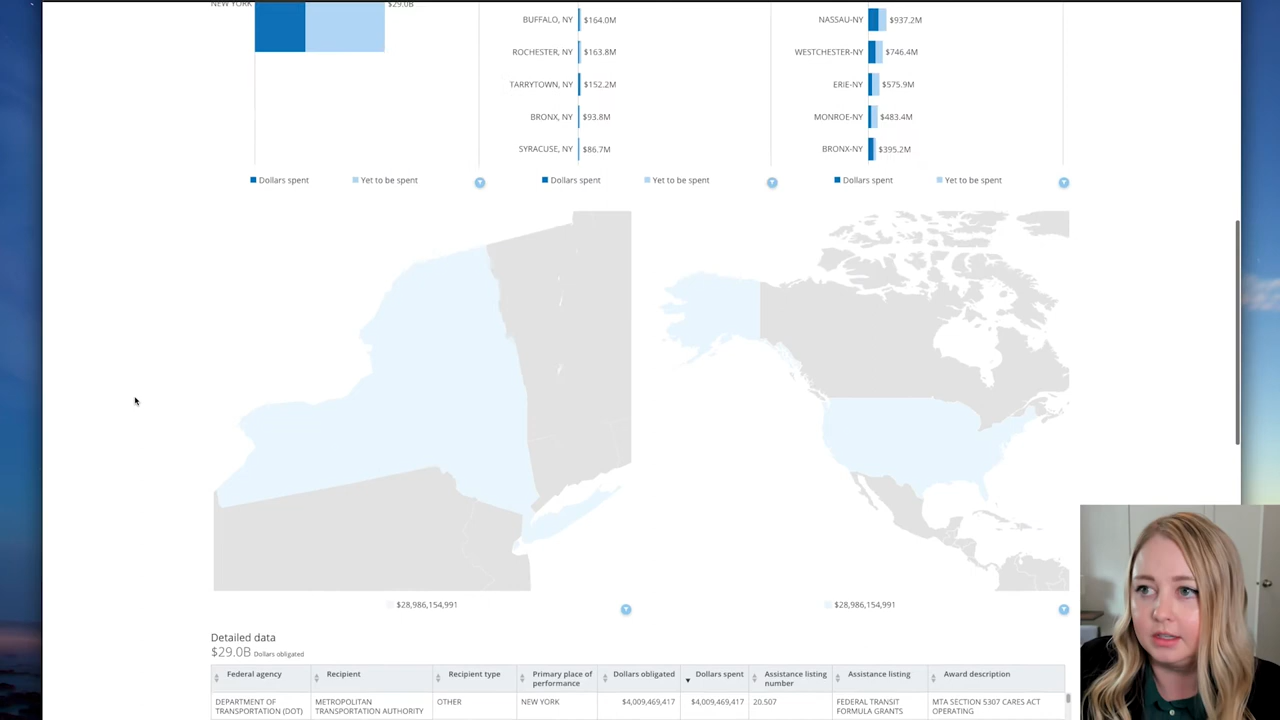 NEW YORK
$29.0B
BUFFALO, NY $164.0M
ROCHESTER, NY $163.8M
TARRYTOWN, NY $152.2M
BRONX, NY $93.8M
SYRACUSE, NY $86.7M
NASSAU-NY $937.2M
WESTCHESTER-NY $746.4M
ERIE-NY $575.9M
MONROE-NY $483.4M
BRONX-NY $395.2M
Dollars spent Yet to be spent
Dollars spent Yet to be spent
Dollars spent Yet to be spent
$28,986,154,991
$28,986,154,991
Detailed data
$29.0B Dollars obligated
Federal agency
Recipient
Recipient type
Primary place of
performance
Dollars obligated
Dollars spent
Assistance listing
number
Assistance listing
Award description
DEPARTMENT OF
TRANSPORTATION (DOT)
METROPOLITAN
TRANSPORTATION AUTHORITY
OTHER
NEW YORK
$4,009,469,417
$4,009,469,417
20.507
FEDERAL TRANSIT
FORMULA GRANTS
MTA SECTION 5307 CARES ACT
OPERATING